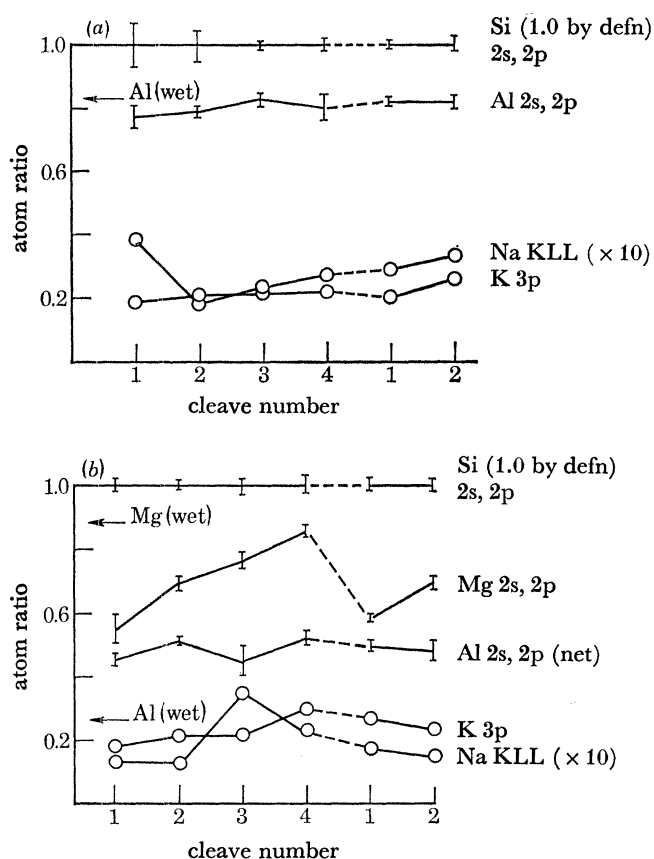 (a)
Si (1.0 by defn)
2s, 2p
1.0
Al (wet)
Al 2s, 2p
0.6
atom ratio
Na KLL (× 10)
K 3p
0.2
1 2 3 4 1 2
cleave number
(b)
Si (1.0 by defn)
2s, 2p
1.0
Mg (wet)
Mg 2s, 2p
0.6
atom ratio
Al 2s, 2p (net)
Al (wet)
K 3p
0.2
Na KLL (× 10)
1 2 3 4 1 2
cleave number